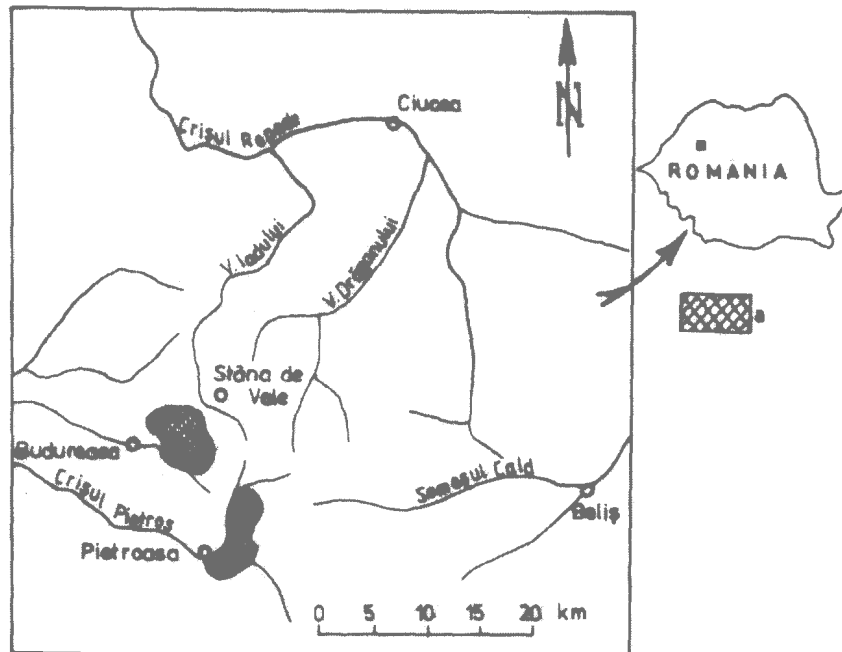 N
Ciucea
Crişul Repede
ROMANIA
V. Iadului
V. Drăganului
a
Stâna de
Vale
Budureasa
Someşul Cald
Crişul Pietros
Beliş
Pietroasa
0 5 10 15 20 km